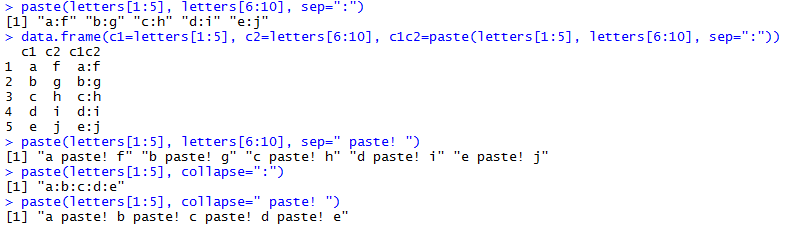 > paste(letters[1:5], letters[6:10], sep=":")
[1] "a:f" "b:g" "c:h" "d:i" "e:j"
> data.frame(c1=letters[1:5], c2=letters[6:10], c1c2=paste(letters[1:5], letters[6:10], sep=":"))
  c1 c2 c1c2
1  a  f  a:f
2  b  g  b:g
3  c  h  c:h
4  d  i  d:i
5  e  j  e:j
> paste(letters[1:5], letters[6:10], sep=" paste! ")
[1] "a paste! f" "b paste! g" "c paste! h" "d paste! i" "e paste! j"
> paste(letters[1:5], collapse=":")
[1] "a:b:c:d:e"
> paste(letters[1:5], collapse=" paste! ")
[1] "a paste! b paste! c paste! d paste! e"